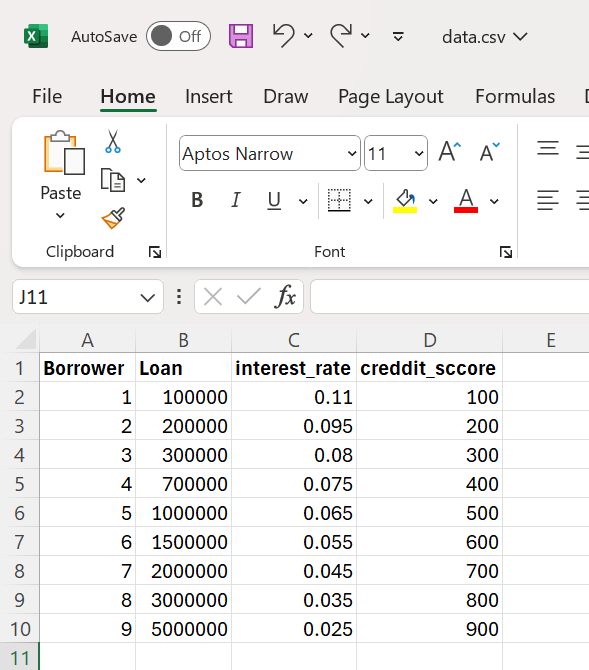 AutoSave Off data.csv
File Home Insert Draw Page Layout Formulas
Paste
Aptos Narrow 11 A A
B I U A
Clipboard Font
J11 fx
A B C D E
1 Borrower Loan interest_rate creddit_sccore
2 1 100000 0.11 100
3 2 200000 0.095 200
4 3 300000 0.08 300
5 4 700000 0.075 400
6 5 1000000 0.065 500
7 6 1500000 0.055 600
8 7 2000000 0.045 700
9 8 3000000 0.035 800
10 9 5000000 0.025 900
11